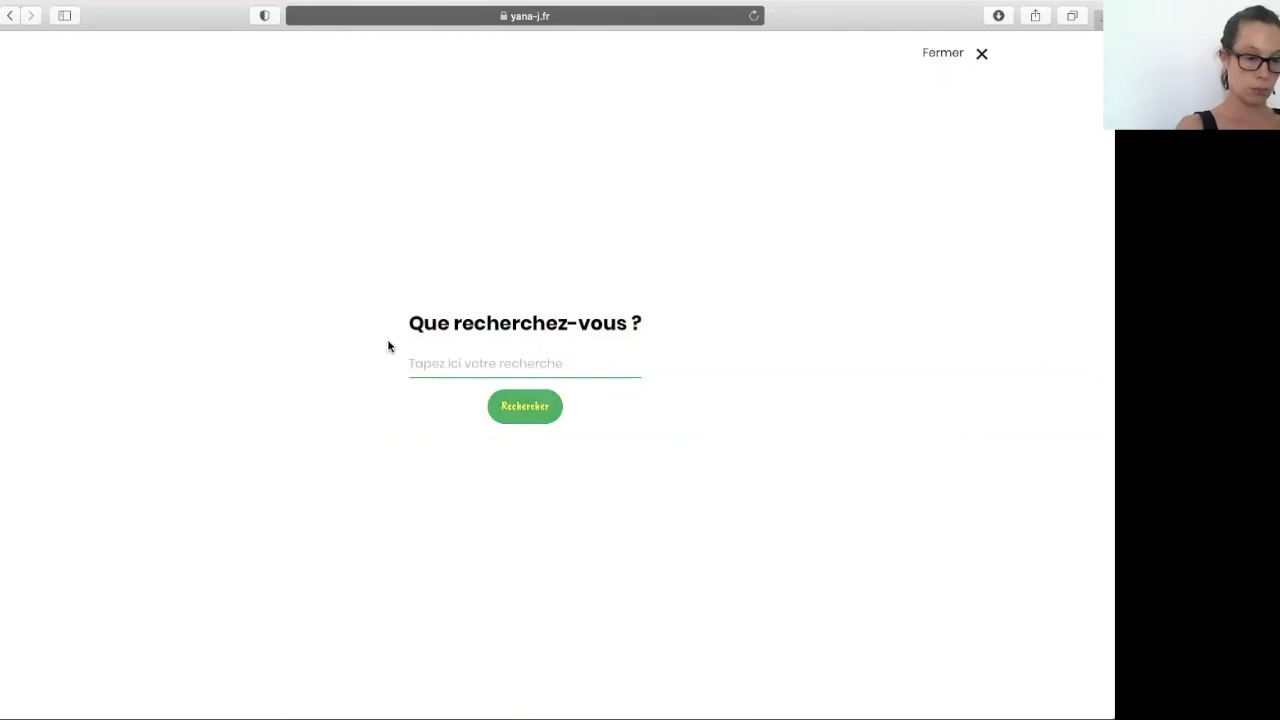 yana-j.fr
Fermer
Que recherchez-vous ?
Tapez ici votre recherche
Rechercher